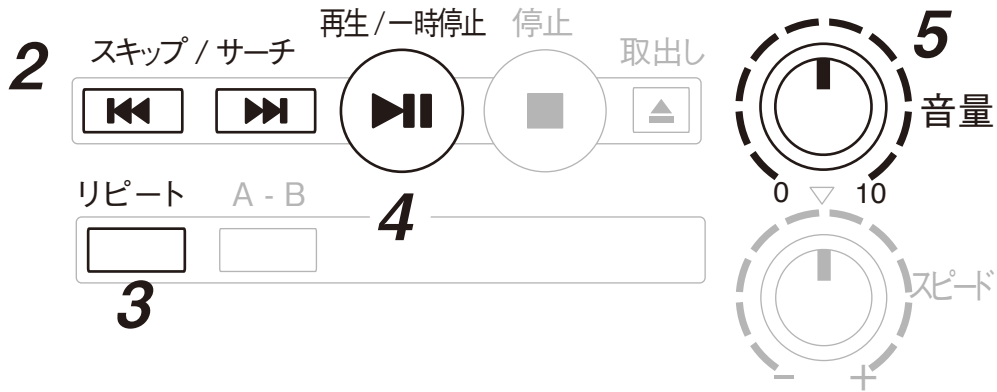 再生/一時停止 停止 5
2 スキップ / サーチ 取出し
音量
0 10
リピート A - B 4
3 スピード
- +